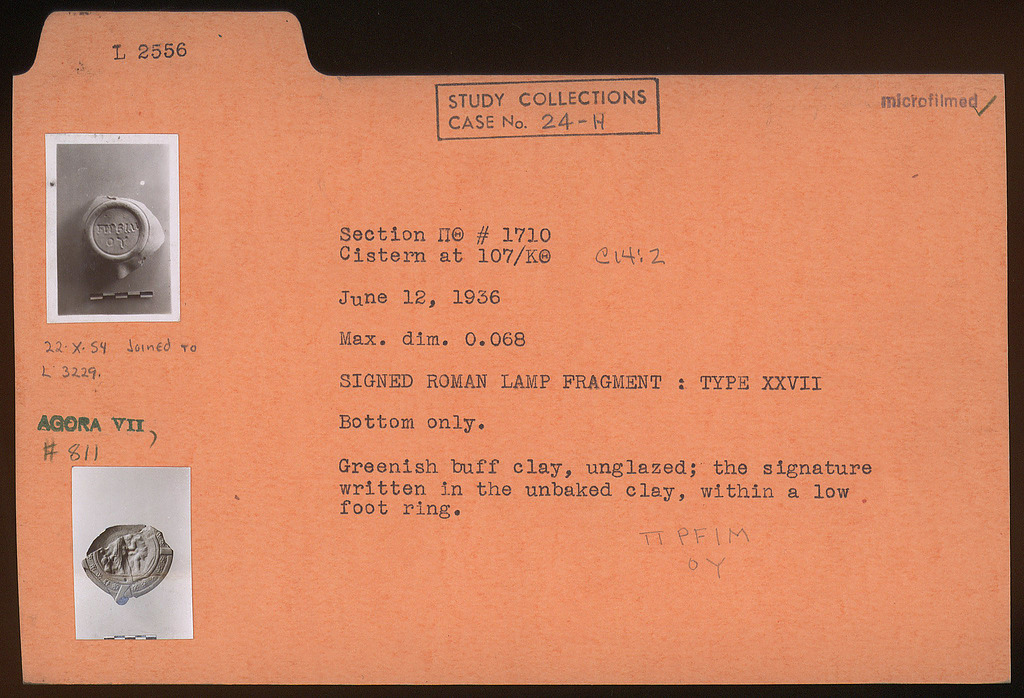 L 2556
STUDY COLLECTIONS
CASE No. 24-H
microfilmed ✓
Section ΠΘ # 1710
Cistern at 107/ΚΘ C14:2
June 12, 1936
Max. dim. 0.068
SIGNED ROMAN LAMP FRAGMENT : TYPE XXVII
Bottom only.
Greenish buff clay, unglazed; the signature
written in the unbaked clay, within a low
foot ring.
ΠΡFIM
ΟΥ
22·X·54 Joined to
L 3229.
AGORA VII,
# 811